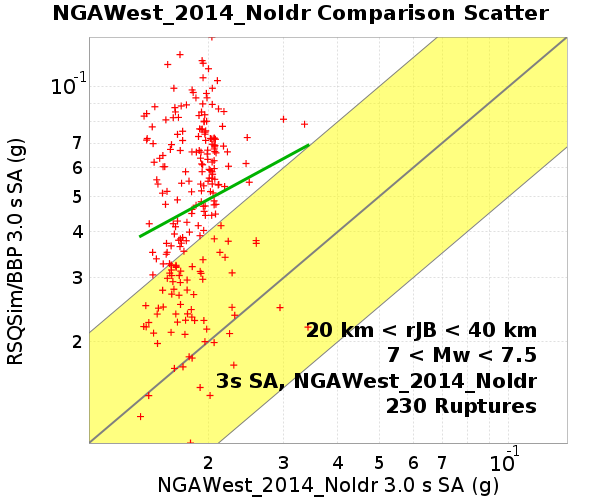 NGAWest_2014_NoIdr Comparison Scatter
RSQSim/BBP 3.0 s SA (g)
10⁻¹
7
6
5
4
3
2
20 km < rJB < 40 km
7 < Mw < 7.5
3s SA, NGAWest_2014_NoIdr
230 Ruptures
2 3 4 5 6 7 10⁻¹
NGAWest_2014_NoIdr 3.0 s SA (g)